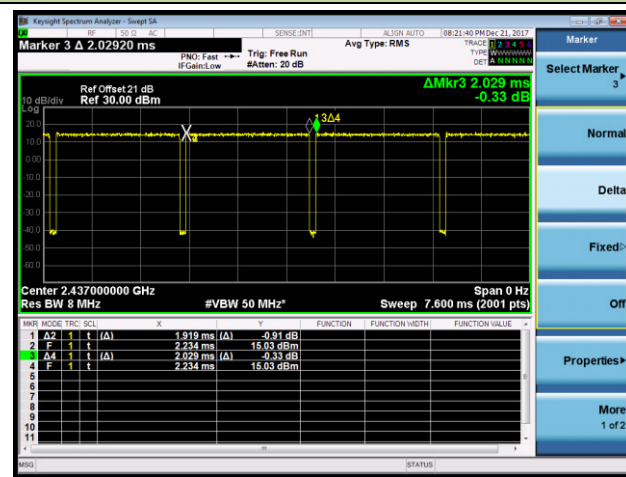 Keysight Spectrum Analyzer - Swept SA
RF 50 Ω AC SENSE:INT ALIGN AUTO 08:21:40 PM Dec 21, 2017
Marker 3 Δ 2.02920 ms
PNO: Fast Trig: Free Run
IFGain:Low #Atten: 20 dB
Avg Type: RMS
TRACE 1 2 3 4 5 6
TYPE WWWWWW
DET A N N N N N
Ref Offset 21 dB
10 dB/div Ref 30.00 dBm
Log
ΔMkr3 2.029 ms
-0.33 dB
20.0
10.0
0.00
-10.0
-20.0
-30.0
-40.0
-50.0
-60.0
1 3Δ4
X
Center 2.437000000 GHz Span 0 Hz
Res BW 8 MHz #VBW 50 MHz* Sweep 7.600 ms (2001 pts)
MKR MODE TRC SCL X Y FUNCTION FUNCTION WIDTH FUNCTION VALUE
1 Δ2 1 t (Δ) 1.919 ms (Δ) -0.91 dB
2 F 1 t 2.234 ms 15.03 dBm
3 Δ4 1 t (Δ) 2.029 ms (Δ) -0.33 dB
4 F 1 t 2.234 ms 15.03 dBm
5
6
7
8
9
10
11
MSG STATUS
Marker
Select Marker
3
Normal
Delta
Fixed
Off
Properties
More
1 of 2